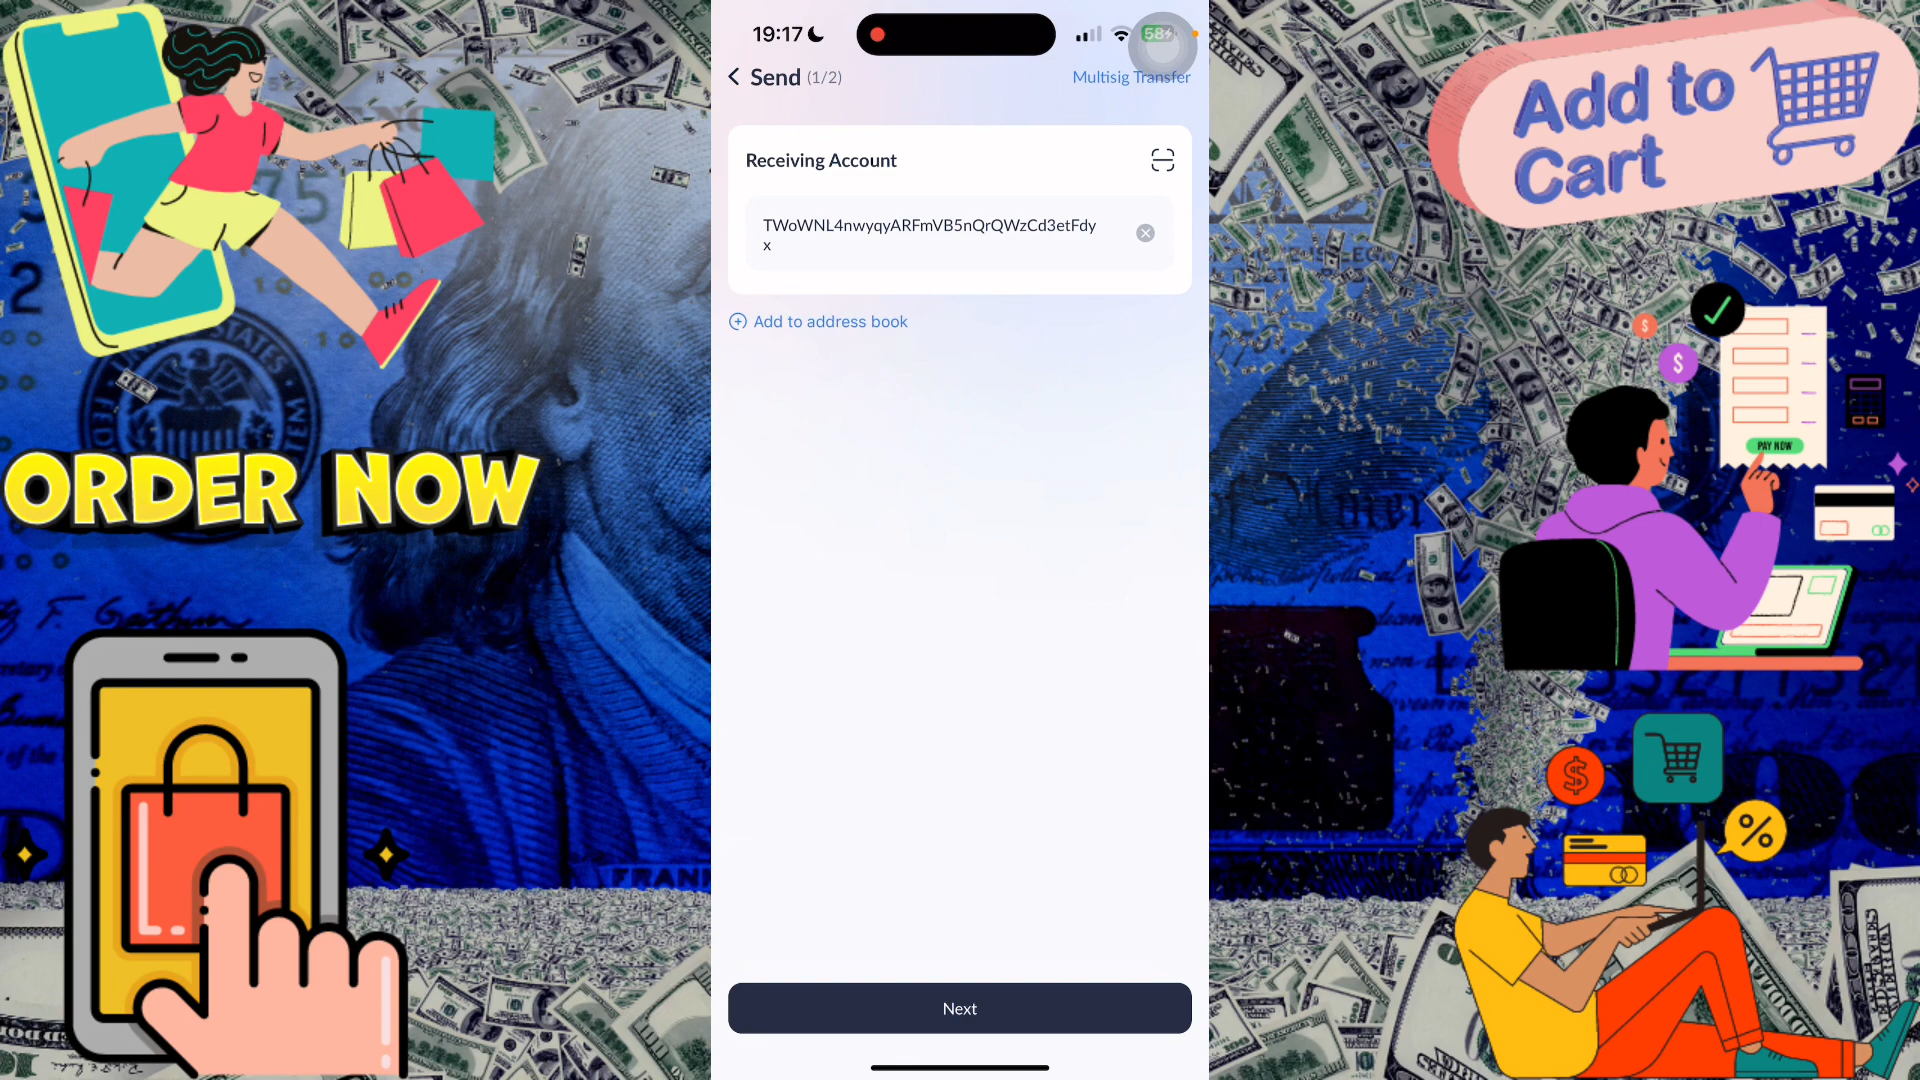 19:17
58
Send (1/2)
Multisig Transfer
Receiving Account
TWoWNL4nwyqyARFmVB5nQrQWzCd3etFdy
x
Add to address book
Next
ORDER NOW
Add to
Cart
PAY NOW